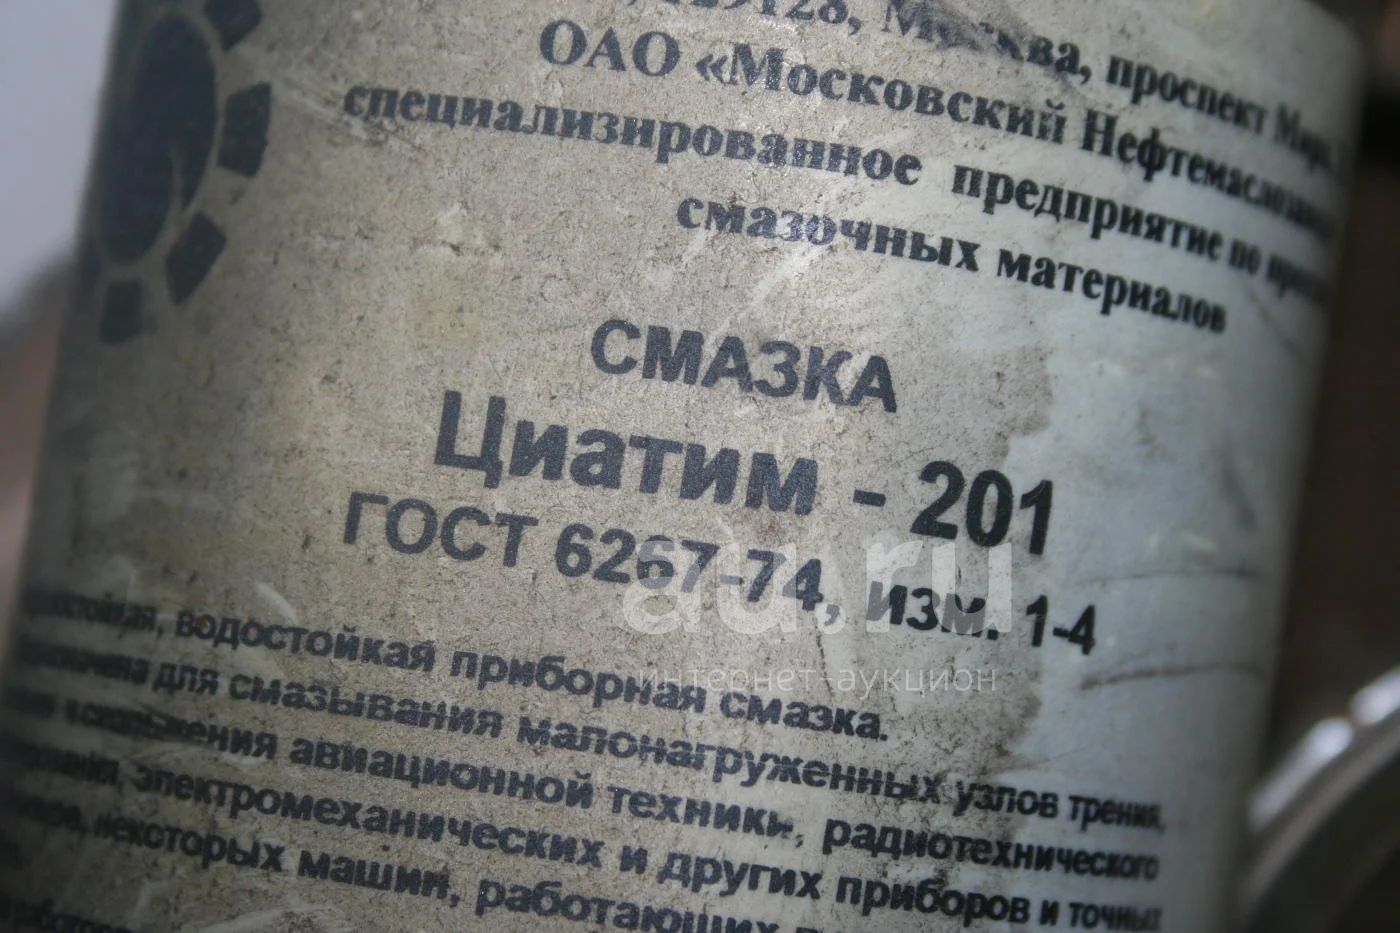 Москва, проспект
ОАО «Московский
специализированное предприятие по
смазочных материалов
СМАЗКА
Циатим - 201
ГОСТ 6267-74, изм. 1-4
au.ru
интернет-аукцион
водостойкая приборная смазка.
для смазывания малонагруженных узлов трения,
авиационной техники, радиотехнического
электромеханических и других приборов и точных
некоторых машин, работающих